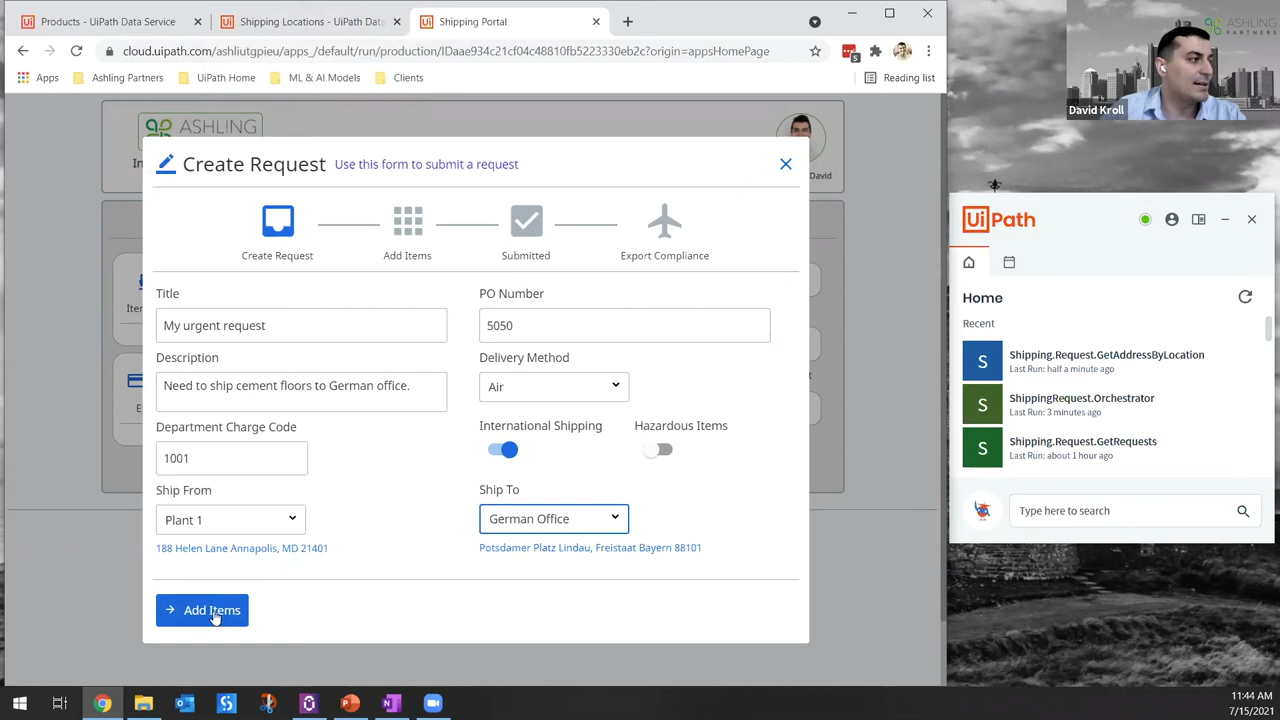 Products - UiPath Data Service
Shipping Locations - UiPath Data
Shipping Portal
cloud.uipath.com/ashliutgpieu/apps_/default/run/production/IDaae934c21cf04c48810fb5223330eb2c?origin=appsHomePage
5
Apps
Ashling Partners
UiPath Home
ML & AI Models
Clients
Reading list
ASHLING
PARTNERS
David Kroll
ASHLING
David
Create Request
Use this form to submit a request
Create Request
Add Items
Submitted
Export Compliance
Title
PO Number
My urgent request
5050
Description
Delivery Method
Need to ship cement floors to German office.
Air
Department Charge Code
International Shipping
Hazardous Items
1001
Ship From
Ship To
Plant 1
German Office
188 Helen Lane Annapolis, MD 21401
Potsdamer Platz Lindau, Freistaat Bayern 88101
Add Items
UiPath
Home
Recent
S
Shipping.Request.GetAddressByLocation
Last Run: half a minute ago
S
ShippingRequest.Orchestrator
Last Run: 3 minutes ago
S
Shipping.Request.GetRequests
Last Run: about 1 hour ago
Type here to search
11:44 AM
7/15/2021